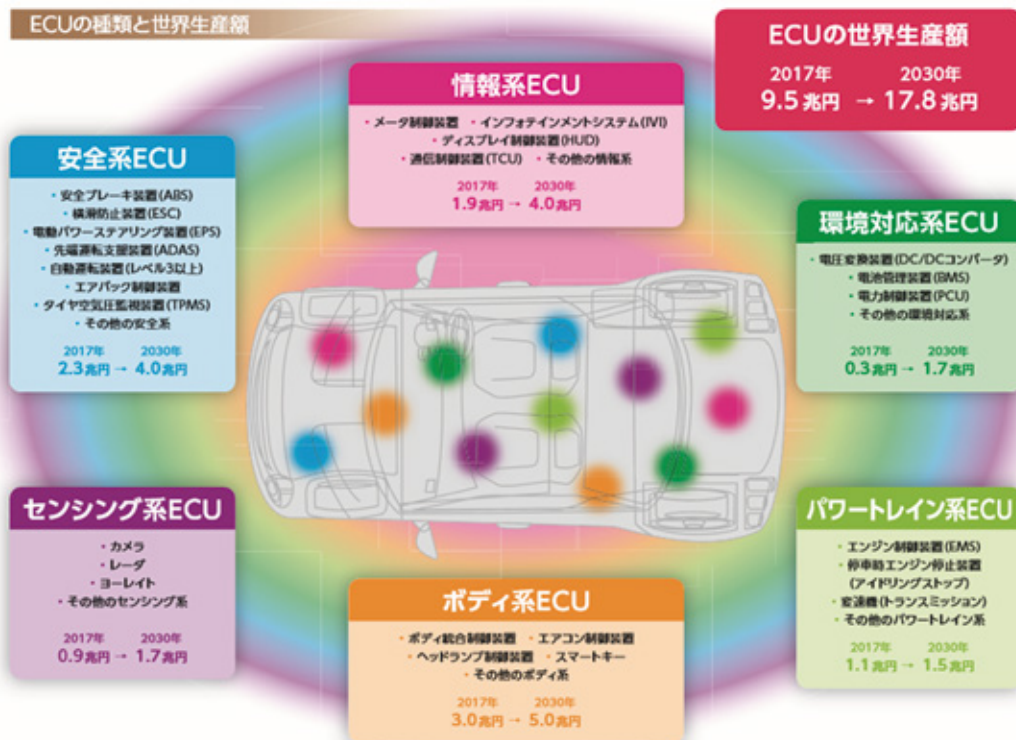 ECUの種類と世界生産額
ECUの世界生産額
2017年 2030年
9.5兆円 → 17.8兆円
情報系ECU
・メータ制御装置 ・インフォテインメントシステム(IVI)
・ディスプレイ制御装置(HUD)
・通信制御装置(TCU) ・その他の情報系
2017年 2030年
1.9兆円 → 4.0兆円
安全系ECU
・安全ブレーキ装置(ABS)
・横滑防止装置(ESC)
・電動パワーステアリング装置(EPS)
・先端運転支援装置(ADAS)
・自動運転装置(レベル3以上)
・エアバック制御装置
・タイヤ空気圧監視装置(TPMS)
・その他の安全系
2017年 2030年
2.3兆円 → 4.0兆円
環境対応系ECU
・電圧変換装置(DC/DCコンバータ)
・電池管理装置(BMS)
・電力制御装置(PCU)
・その他の環境対応系
2017年 2030年
0.3兆円 → 1.7兆円
センシング系ECU
・カメラ
・レーダ
・ヨーレイト
・その他のセンシング系
2017年 2030年
0.9兆円 → 1.7兆円
ボディ系ECU
・ボディ統合制御装置 ・エアコン制御装置
・ヘッドランプ制御装置 ・スマートキー
・その他のボディ系
2017年 2030年
3.0兆円 → 5.0兆円
パワートレイン系ECU
・エンジン制御装置(EMS)
・停車時エンジン停止装置
(アイドリングストップ)
・変速機(トランスミッション)
・その他のパワートレイン系
2017年 2030年
1.1兆円 → 1.5兆円